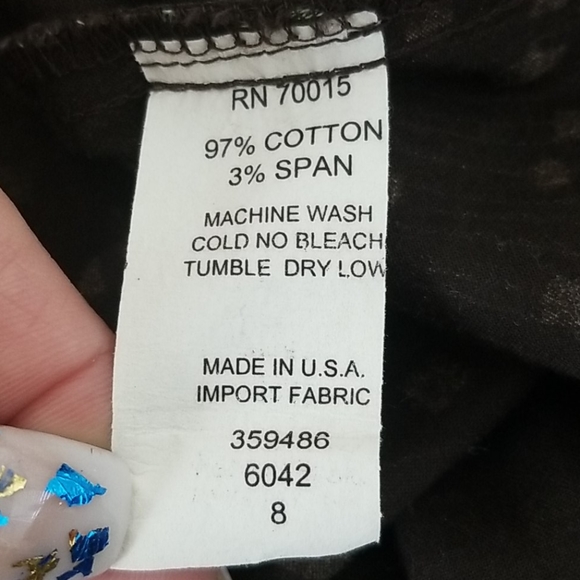 RN 70015
97% COTTON
3% SPAN
MACHINE WASH
COLD NO BLEACH
TUMBLE DRY LOW
MADE IN U.S.A.
IMPORT FABRIC
359486
6042
8